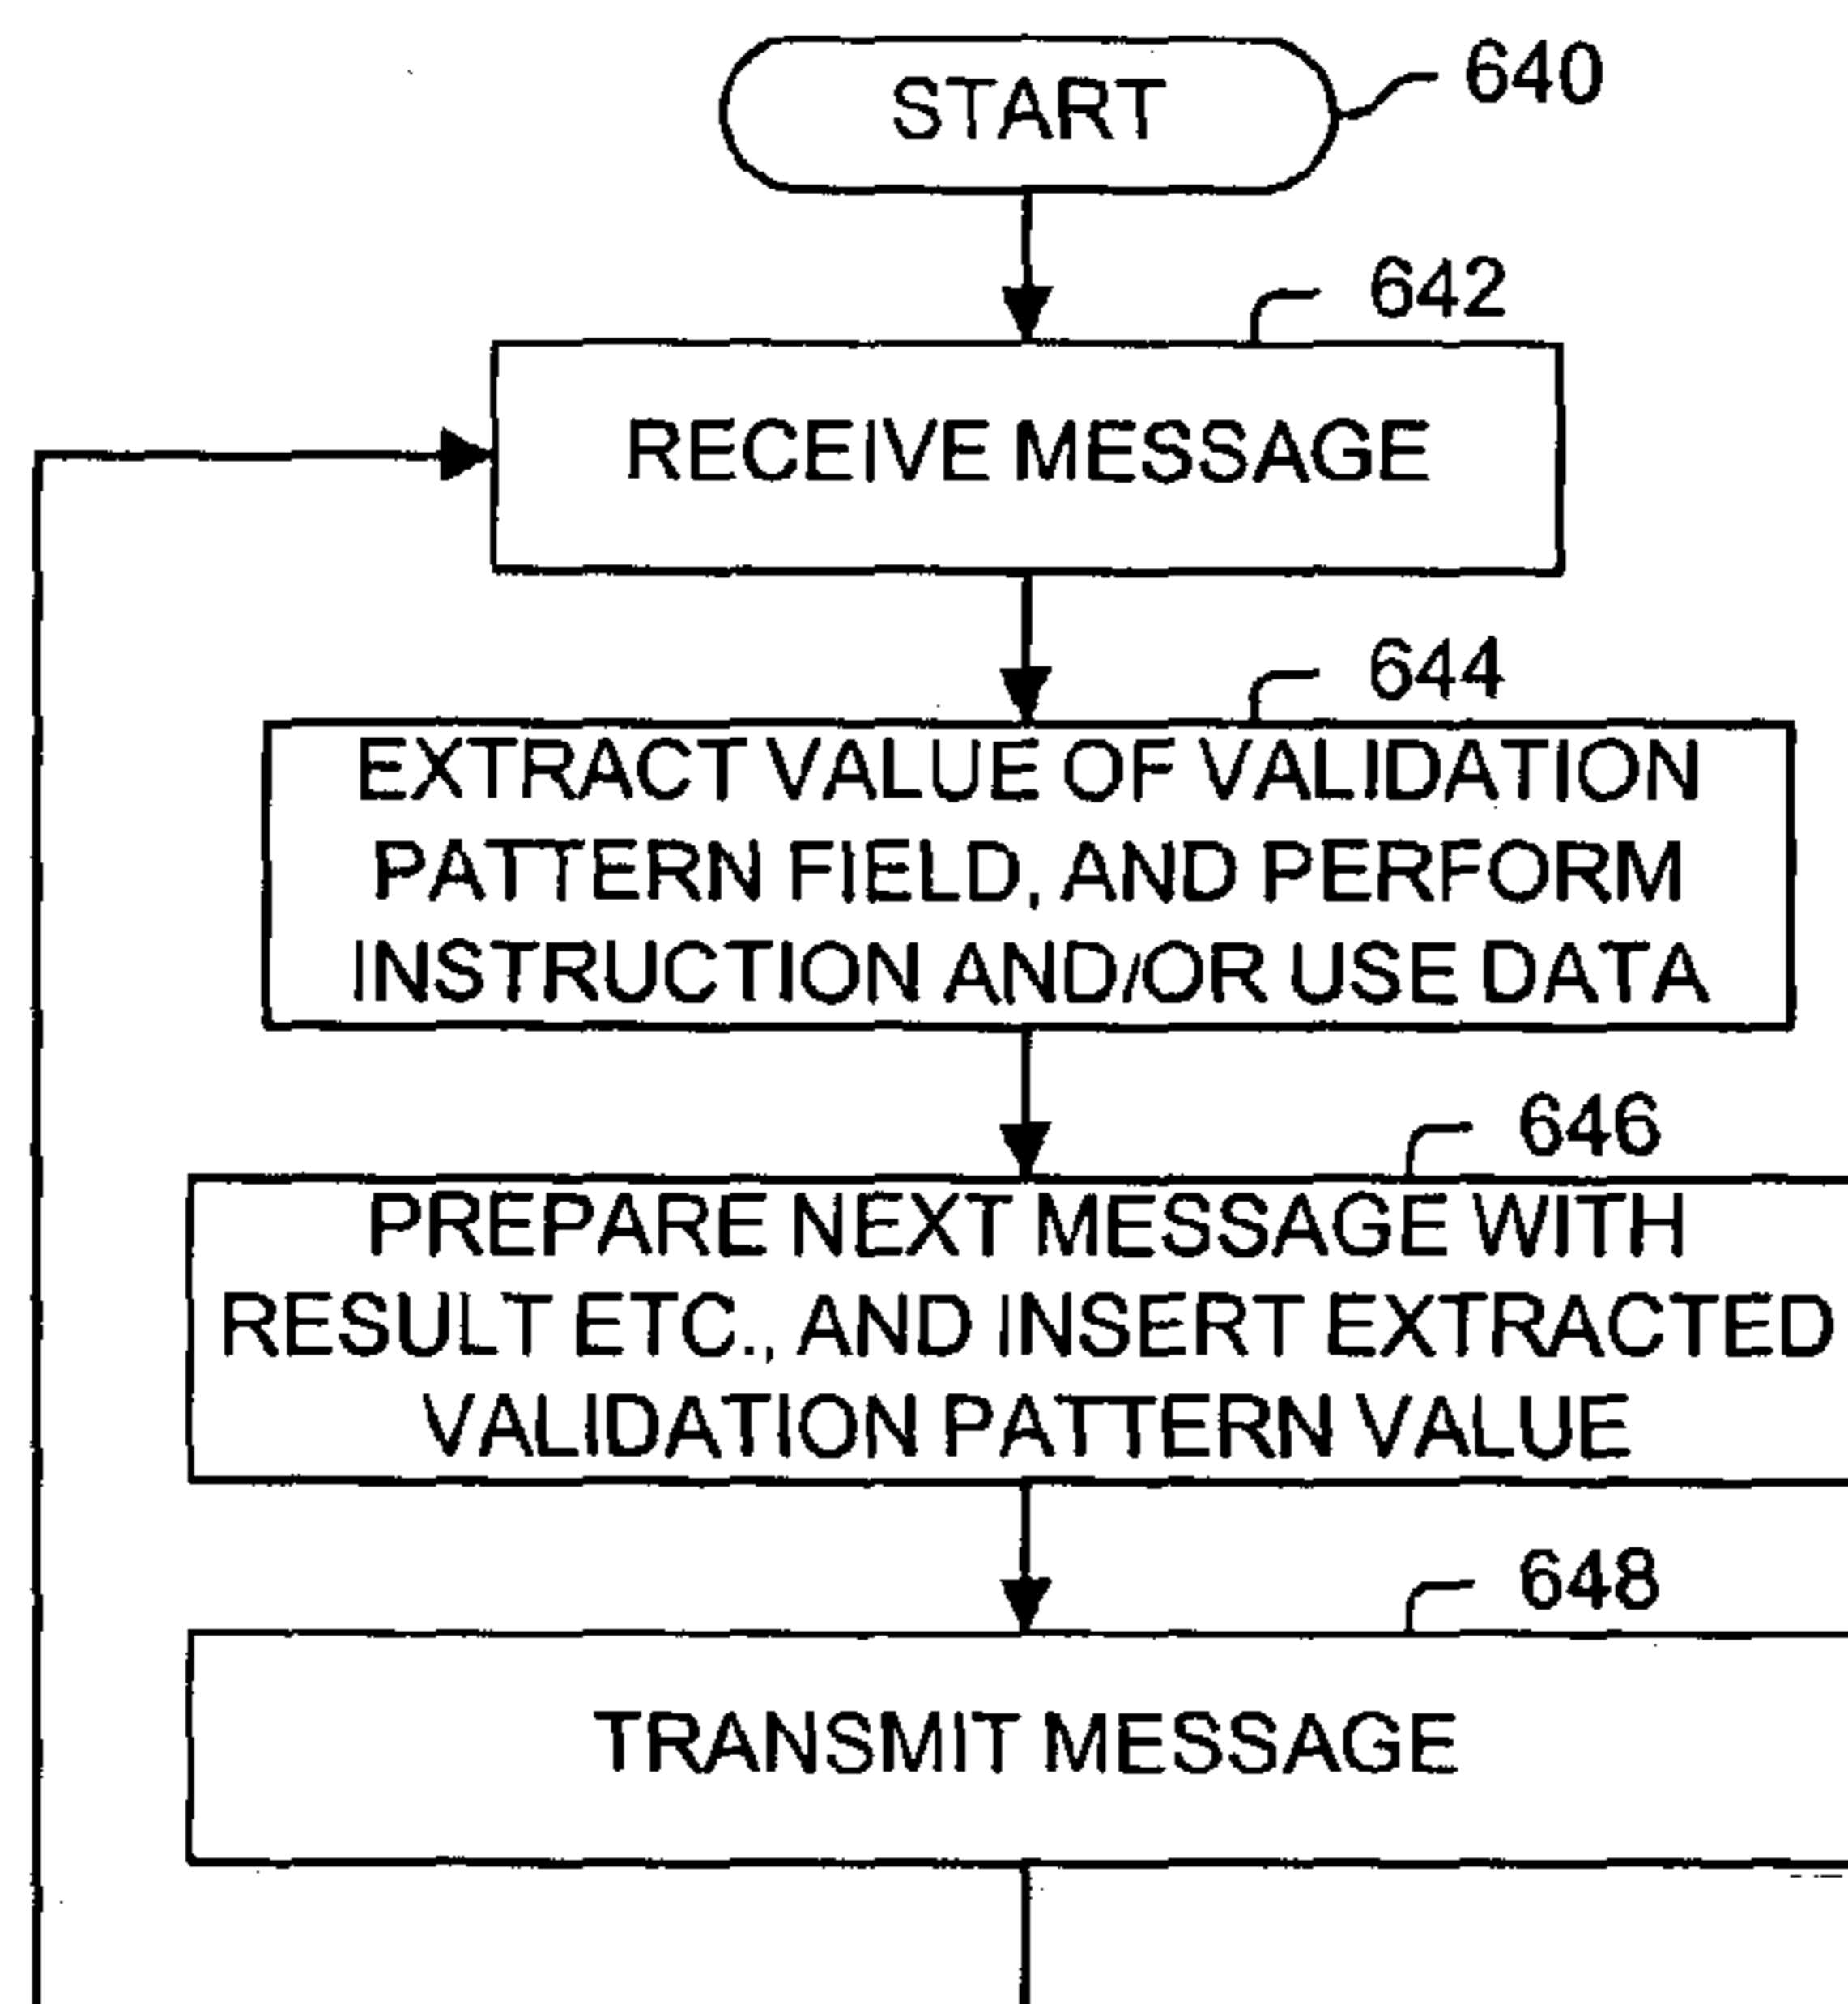 START
640
642
RECEIVE MESSAGE
644
EXTRACT VALUE OF VALIDATION
PATTERN FIELD, AND PERFORM
INSTRUCTION AND/OR USE DATA
646
PREPARE NEXT MESSAGE WITH
RESULT ETC., AND INSERT EXTRACTED
VALIDATION PATTERN VALUE
648
TRANSMIT MESSAGE